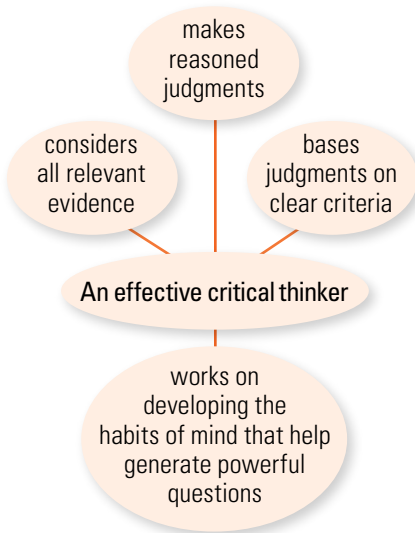 makes
reasoned
judgments
considers
all relevant
evidence
bases
judgments on
clear criteria
An effective critical thinker
works on
developing the
habits of mind that help
generate powerful
questions